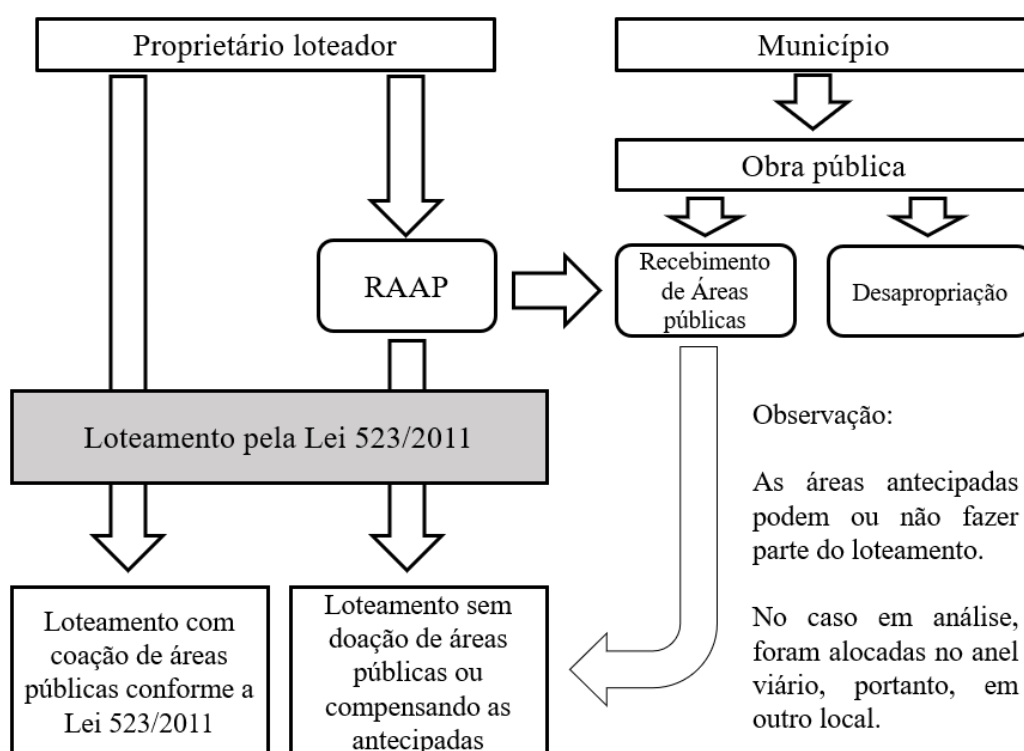 Proprietário loteador
Município
Obra pública
RAAP
Recebimento
de Áreas
públicas
Desapropriação
Loteamento pela Lei 523/2011
Observação:
As áreas antecipadas
podem ou não fazer
parte do loteamento.
No caso em análise,
foram alocadas no anel
viário, portanto, em
outro local.
Loteamento com
coação de áreas
públicas conforme a
Lei 523/2011
Loteamento sem
doação de áreas
públicas ou
compensando as
antecipadas